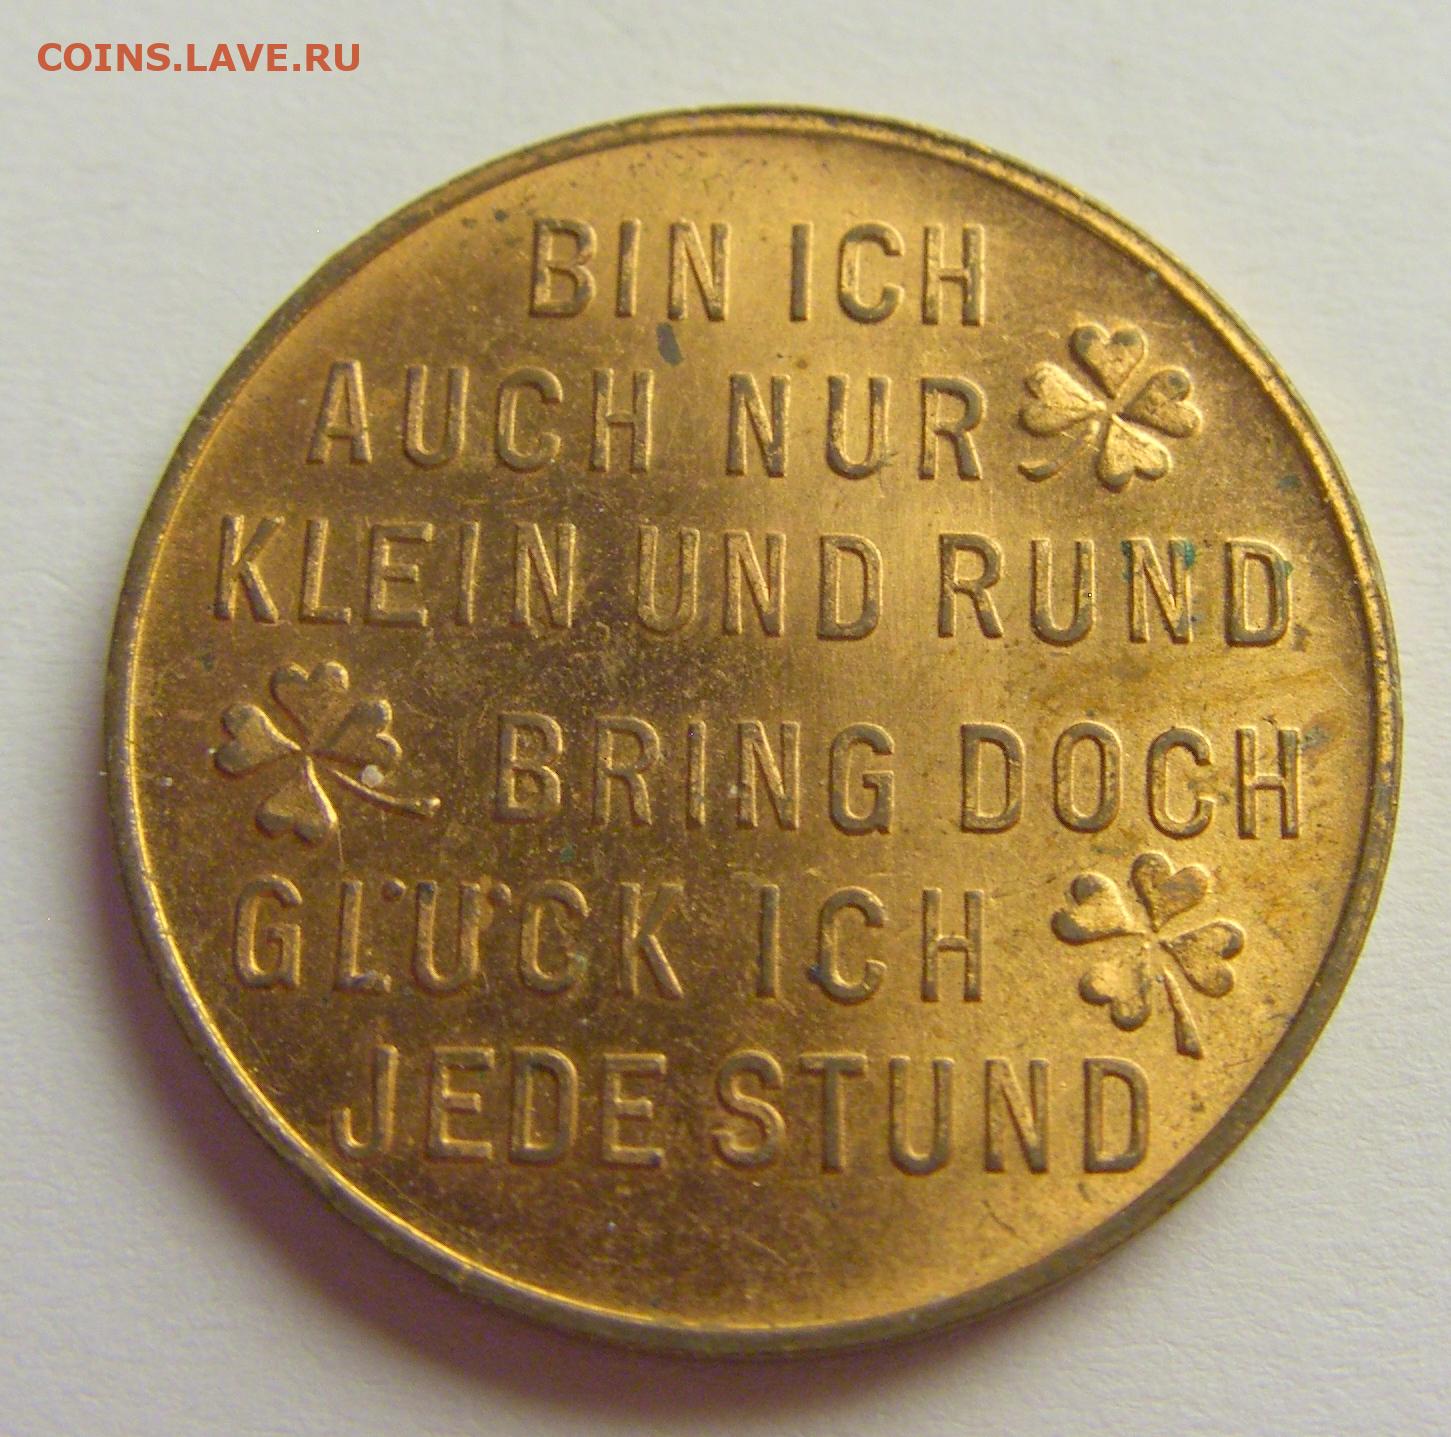 COINS.LAVE.RU
BIN ICH
AUCH NUR
KLEIN UND RUND
BRING DOCH
GLÜCK ICH
JEDE STUND